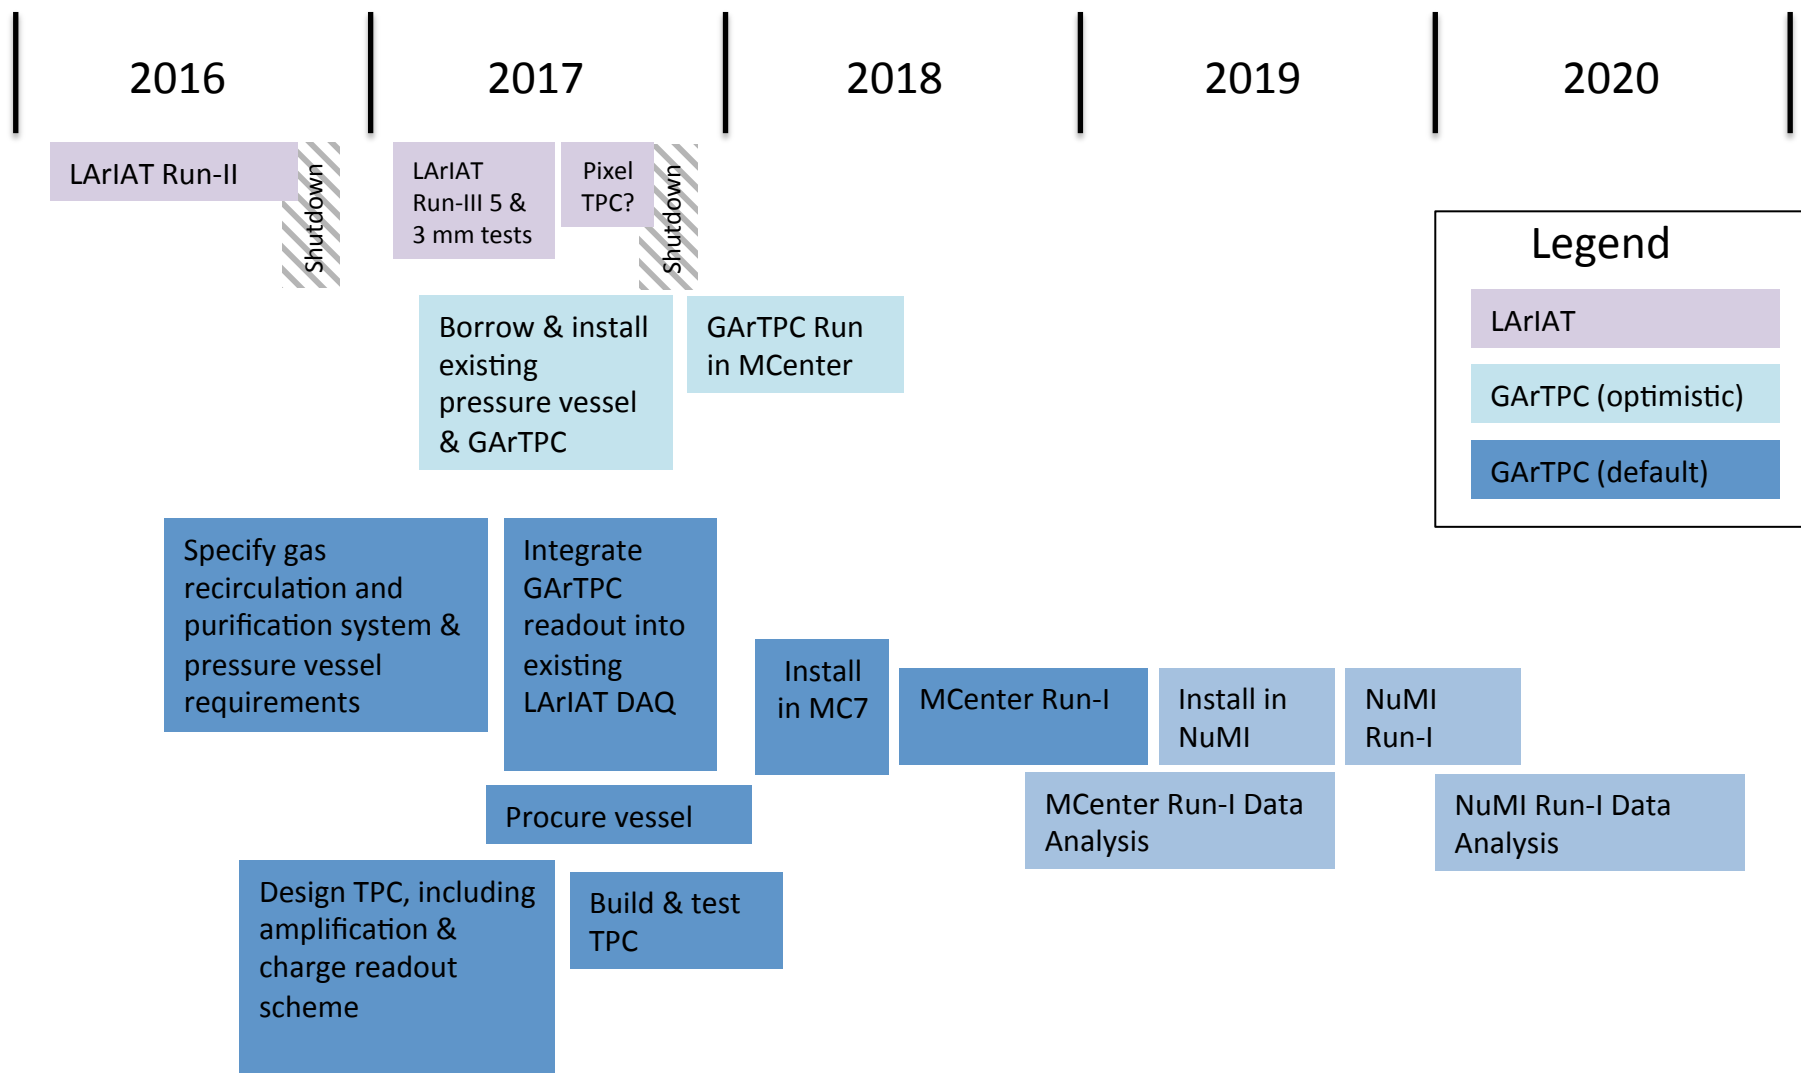 2016
2017
2018
2019
2020
LArIAT Run-II
Shutdown
LArIAT
Run-III 5 &
3 mm tests
Pixel
TPC?
Shutdown
Legend
LArIAT
GArTPC (optimistic)
GArTPC (default)
Borrow & install
existing
pressure vessel
& GArTPC
GArTPC Run
in MCenter
Specify gas
recirculation and
purification system &
pressure vessel
requirements
Integrate
GArTPC
readout into
existing
LArIAT DAQ
Install
in MC7
MCenter Run-I
Install in
NuMI
NuMI
Run-I
Procure vessel
MCenter Run-I Data
Analysis
NuMI Run-I Data
Analysis
Design TPC, including
amplification &
charge readout
scheme
Build & test
TPC